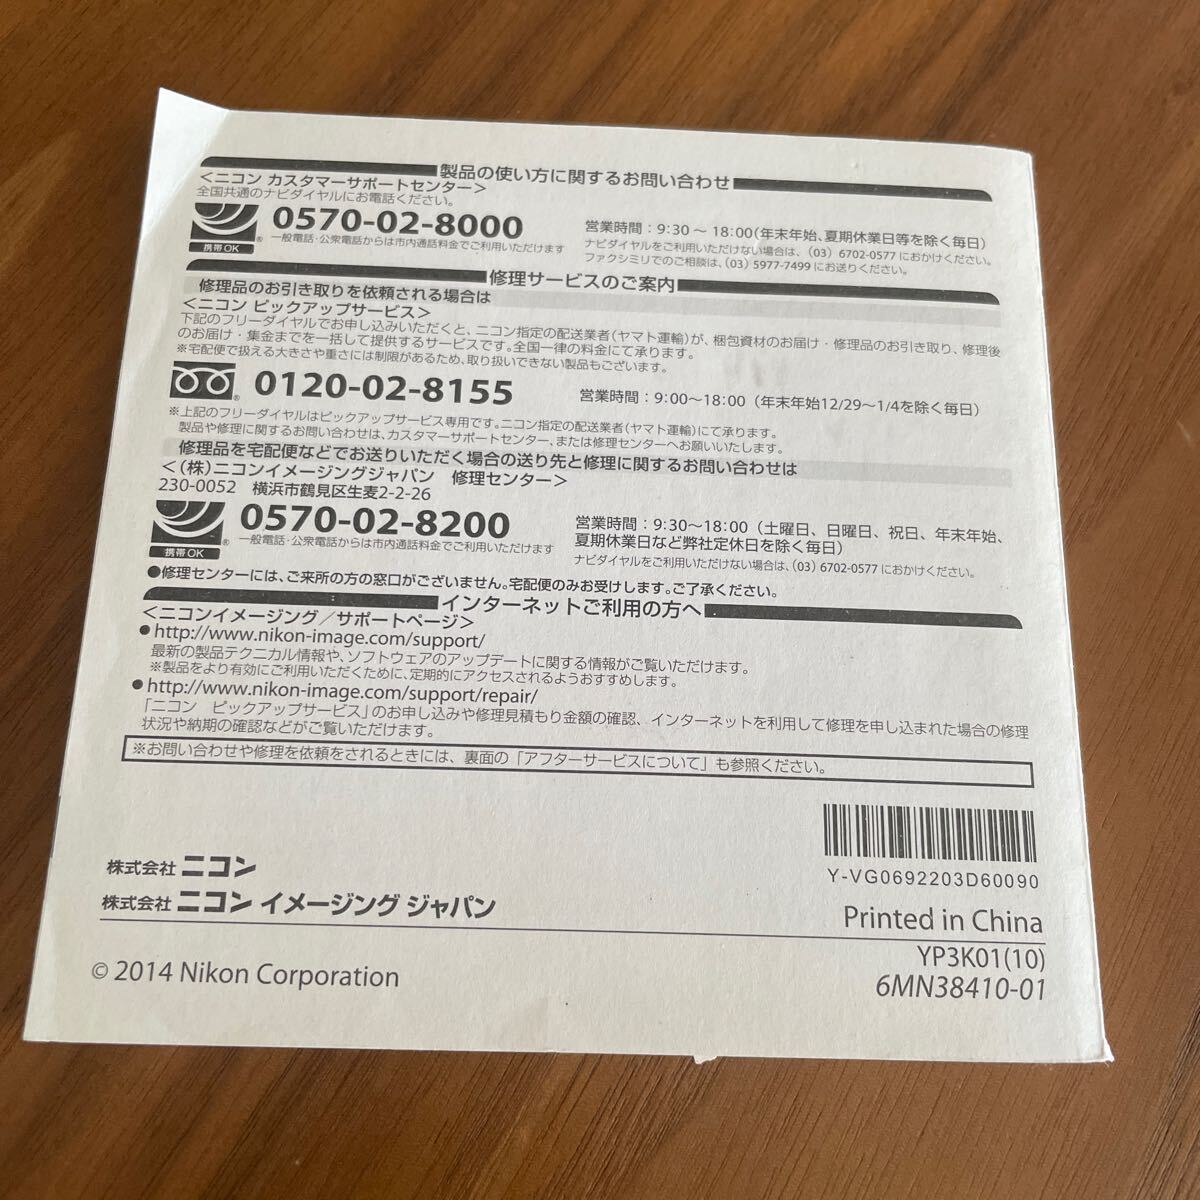 製品の使い方に関するお問い合わせ
<ニコン カスタマーサポートセンター>
全国共通のナビダイヤルにお電話ください。
携帯OK
0570-02-8000
一般電話・公衆電話からは市内通話料金でご利用いただけます
営業時間：9:30～18:00(年末年始、夏期休業日等を除く毎日)
ナビダイヤルをご利用いただけない場合は、(03) 6702-0577 におかけください。
ファクシミリでのご相談は、(03) 5977-7499 にお送りください。
修理サービスのご案内
修理品のお引き取りを依頼される場合は
<ニコン ピックアップサービス>
下記のフリーダイヤルでお申し込みいただくと、ニコン指定の配送業者(ヤマト運輸)が、梱包資材のお届け・修理品のお引き取り、修理後
のお届け・集金までを一括して提供するサービスです。全国一律の料金にて承ります。
※宅配便で扱える大きさや重さには制限があるため、取り扱いできない製品もございます。
0120-02-8155
営業時間：9:00～18:00（年末年始12/29～1/4を除く毎日）
※上記のフリーダイヤルはピックアップサービス専用です。ニコン指定の配送業者(ヤマト運輸)にて承ります。
製品や修理に関するお問い合わせは、カスタマーサポートセンター、または修理センターへお願いいたします。
修理品を宅配便などでお送りいただく場合の送り先と修理に関するお問い合わせは
<(株)ニコンイメージングジャパン 修理センター>
230-0052 横浜市鶴見区生麦2-2-26
携帯OK
0570-02-8200
一般電話・公衆電話からは市内通話料金でご利用いただけます
営業時間：9:30～18:00（土曜日、日曜日、祝日、年末年始、
夏期休業日など弊社定休日を除く毎日)
ナビダイヤルをご利用いただけない場合は、(03) 6702-0577 におかけください。
●修理センターには、ご来所の方の窓口がございません。宅配便のみお受けします。ご了承ください。
インターネットご利用の方へ
<ニコンイメージング/サポートページ>
●http://www.nikon-image.com/support/
最新の製品テクニカル情報や、ソフトウェアのアップデートに関する情報がご覧いただけます。
※製品をより有効にご利用いただくために、定期的にアクセスされるようおすすめします。
●http://www.nikon-image.com/support/repair/
「ニコン ピックアップサービス」のお申し込みや修理見積もり金額の確認、インターネットを利用して修理を申し込まれた場合の修理
状況や納期の確認などがご覧いただけます。
※お問い合わせや修理を依頼をされるときには、裏面の「アフターサービスについて」も参照ください。
Y-VG0692203D60090
株式会社 ニコン
株式会社 ニコン イメージング ジャパン
Printed in China
YP3K01(10)
6MN38410-01
© 2014 Nikon Corporation